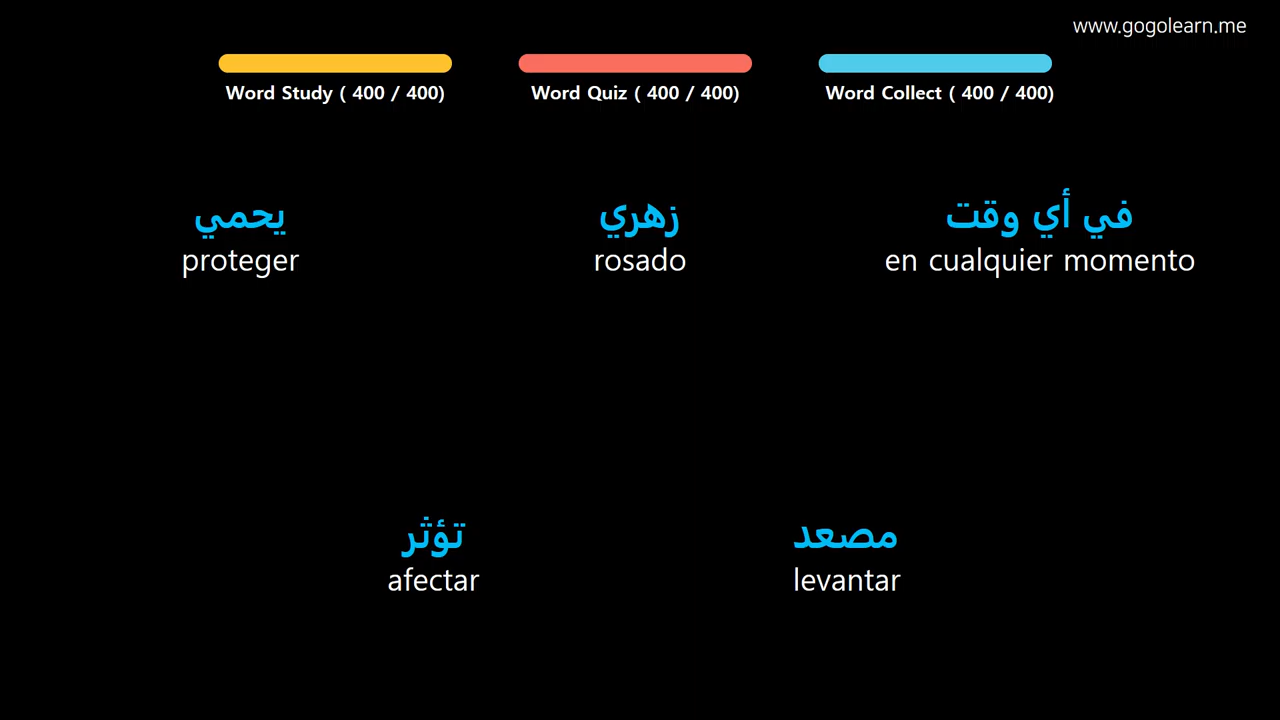 www.gogolearn.me
Word Study ( 400 / 400)
Word Quiz ( 400 / 400)
Word Collect ( 400 / 400)
يحمي
proteger
زهري
rosado
في أي وقت
en cualquier momento
تؤثر
afectar
مصعد
levantar